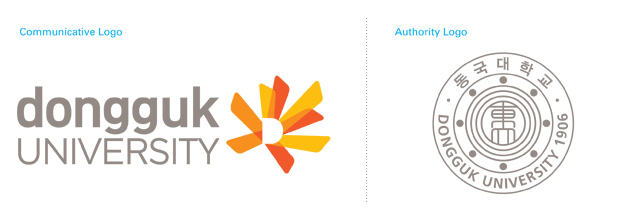 Communicative Logo
dongguk
UNIVERSITY
Authority Logo
동국대학교
DONGGUK UNIVERSITY 1906